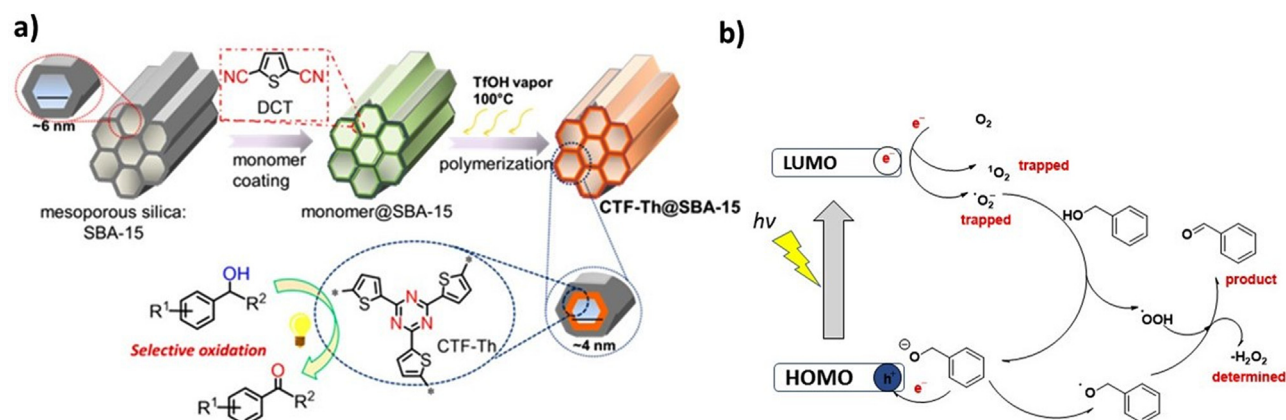 a)
~6 nm
NC
S
CN
DCT
TfOH vapor
100°C
monomer
coating
polymerization
mesoporous silica:
SBA-15
monomer@SBA-15
CTF-Th@SBA-15
OH
R1
R2
Selective oxidation
O
R1
R2
* S S *
N N
N
CTF-Th
S
*
~4 nm
b)
e− O2
LUMO e−
1O2 trapped
·O2−
trapped
HO
O
product
hν
·OOH
-H2O2
determined
⊖
O
HOMO h+
e−
·O